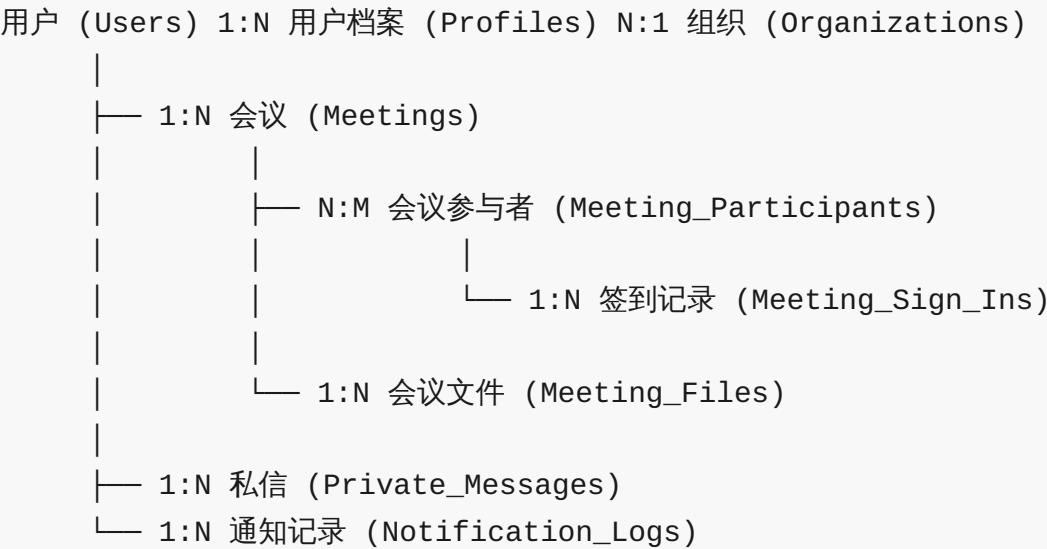 用户 (Users) 1:N 用户档案 (Profiles) N:1 组织 (Organizations)
├── 1:N 会议 (Meetings)
├── N:M 会议参与者 (Meeting_Participants)
└── 1:N 签到记录 (Meeting_Sign_Ins)
└── 1:N 会议文件 (Meeting_Files)
├── 1:N 私信 (Private_Messages)
└── 1:N 通知记录 (Notification_Logs)